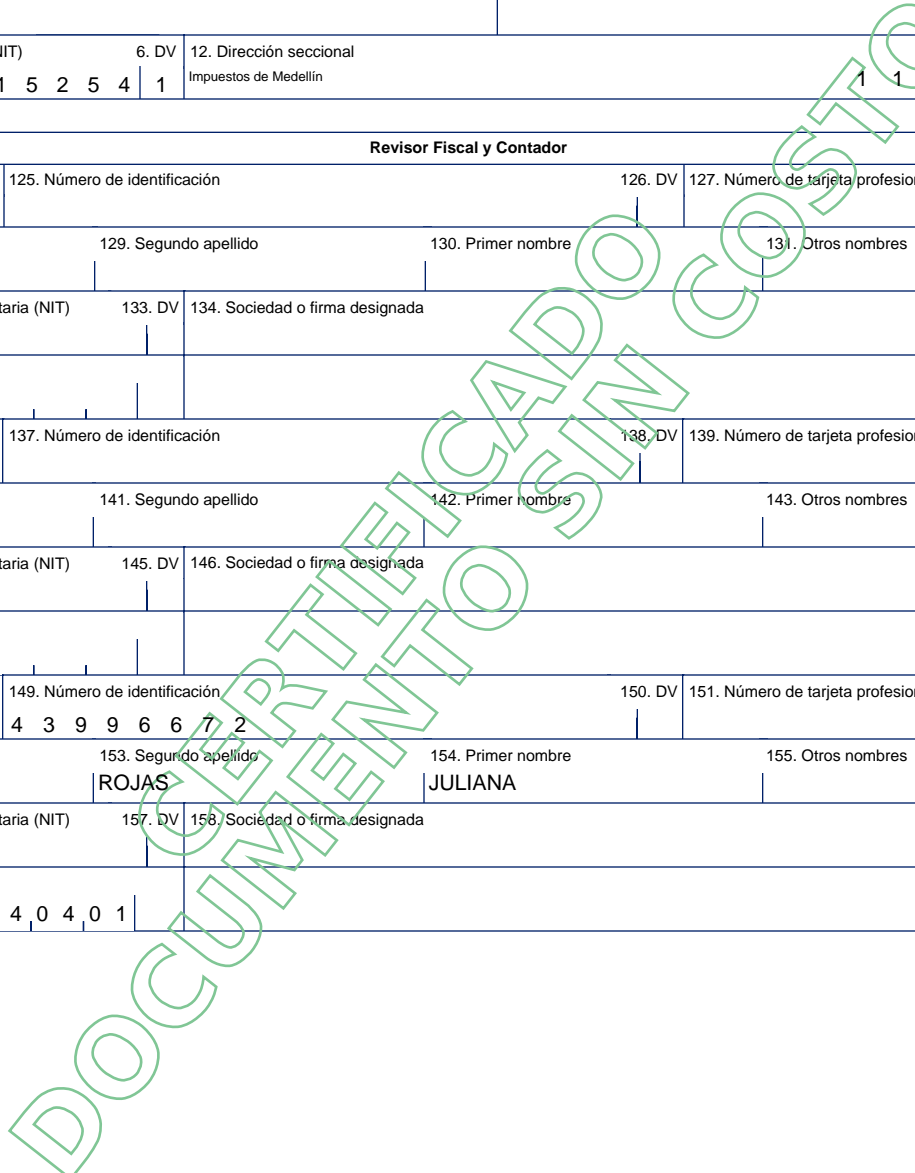 NIT) 6. DV 12. Dirección seccional
1 5 2 5 4 1 Impuestos de Medellín 1 1
Revisor Fiscal y Contador
125. Número de identificación 126. DV 127. Número de tarjeta profesion
129. Segundo apellido 130. Primer nombre 131. Otros nombres
taria (NIT) 133. DV 134. Sociedad o firma designada
137. Número de identificación 138. DV 139. Número de tarjeta profesion
141. Segundo apellido 142. Primer nombre 143. Otros nombres
taria (NIT) 145. DV 146. Sociedad o firma designada
149. Número de identificación 150. DV 151. Número de tarjeta profesion
4 3 9 9 6 6 7 2
153. Segundo apellido 154. Primer nombre 155. Otros nombres
ROJAS JULIANA
taria (NIT) 157. DV 158. Sociedad o firma designada
4 0 4 0 1
CERTIFICADO
DOCUMENTO SIN COSTO